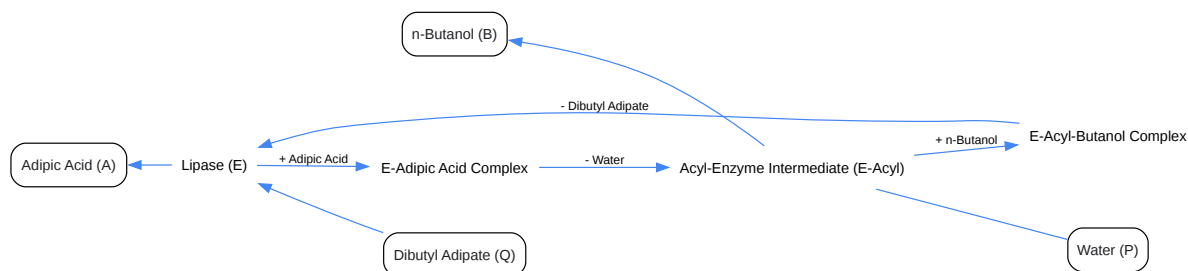 n-Butanol (B)
- Dibutyl Adipate
+ n-Butanol
E-Acyl-Butanol Complex
Adipic Acid (A)
Lipase (E)
+ Adipic Acid
E-Adipic Acid Complex
- Water
Acyl-Enzyme Intermediate (E-Acyl)
Dibutyl Adipate (Q)
Water (P)